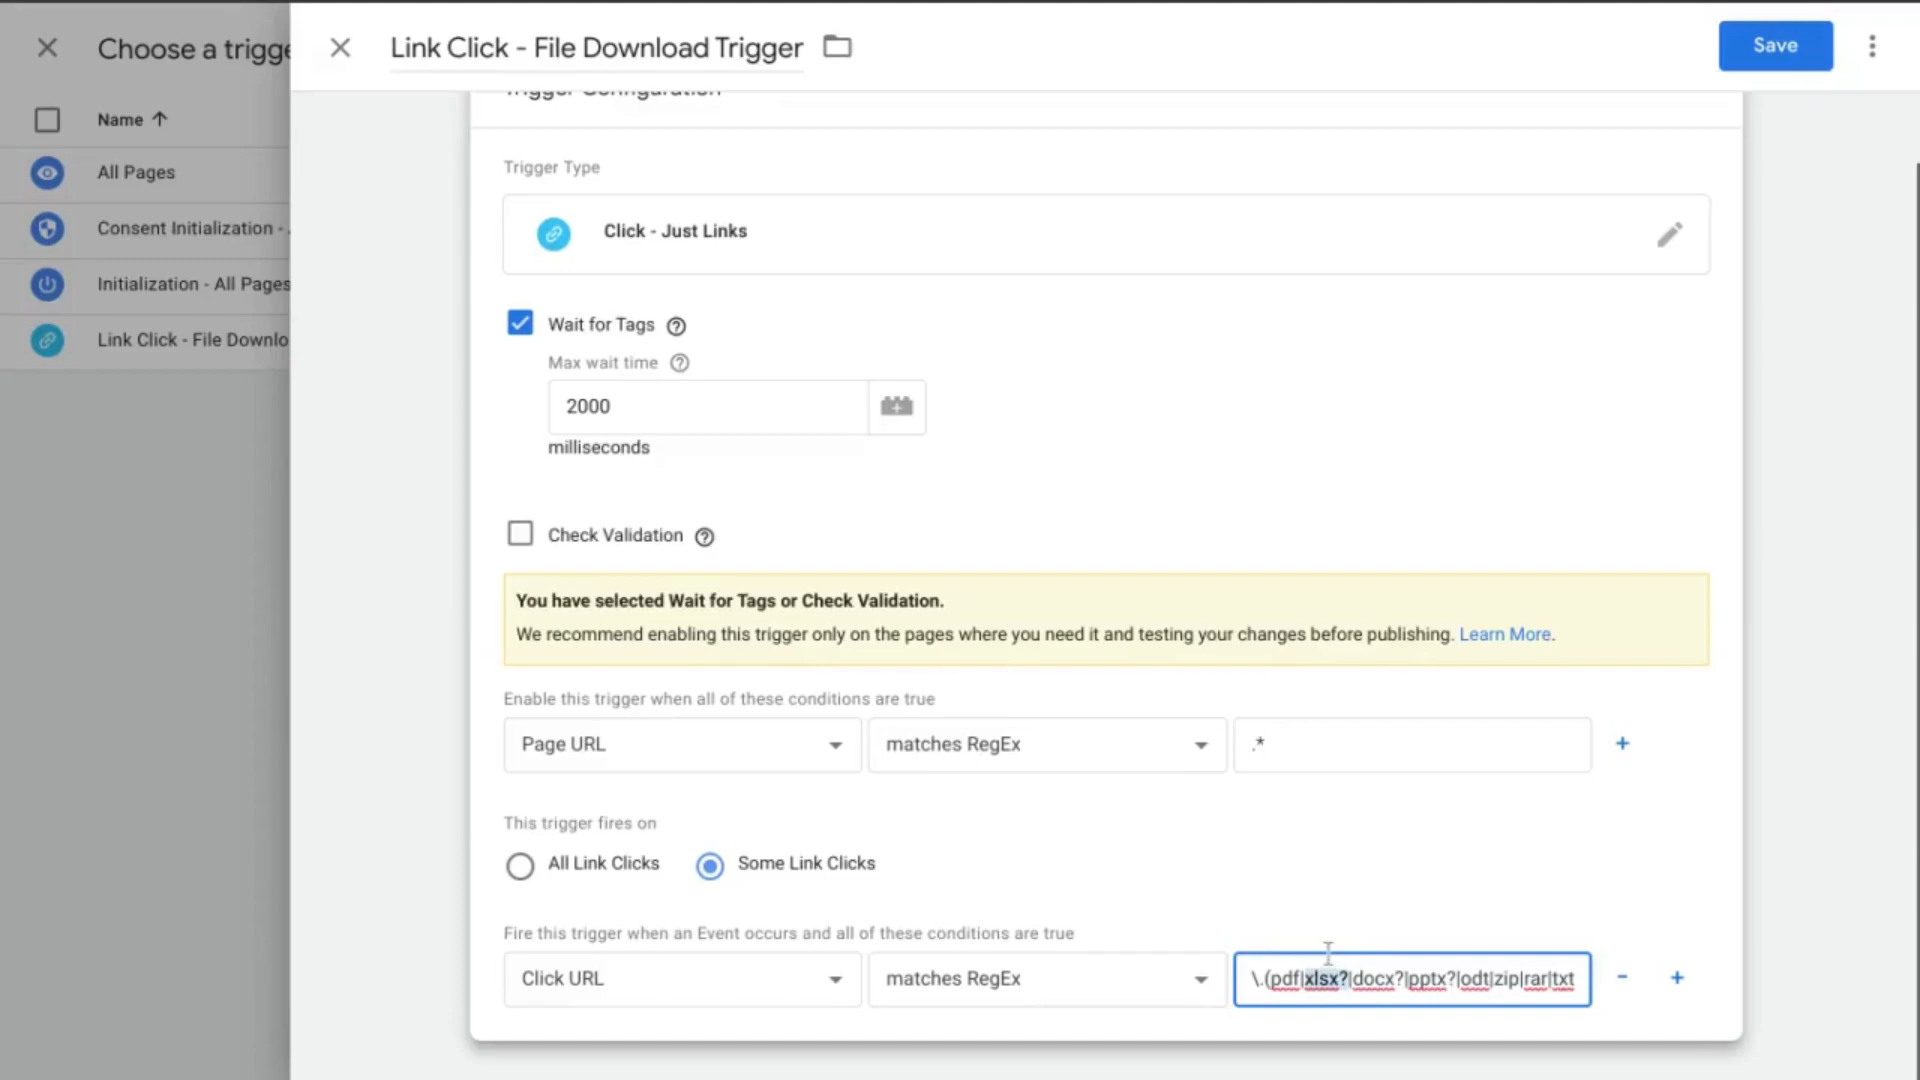 Choose a trigge
Name
All Pages
Consent Initialization -
Initialization - All Pages
Link Click - File Downlo
Link Click - File Download Trigger
Save
Trigger Configuration
Trigger Type
Click - Just Links
Wait for Tags
Max wait time
2000
milliseconds
Check Validation
You have selected Wait for Tags or Check Validation.
We recommend enabling this trigger only on the pages where you need it and testing your changes before publishing. Learn More.
Enable this trigger when all of these conditions are true
Page URL matches RegEx .*
This trigger fires on
All Link Clicks Some Link Clicks
Fire this trigger when an Event occurs and all of these conditions are true
Click URL matches RegEx \.(pdf|xlsx?|docx?|pptx?|odt|zip|rar|txt